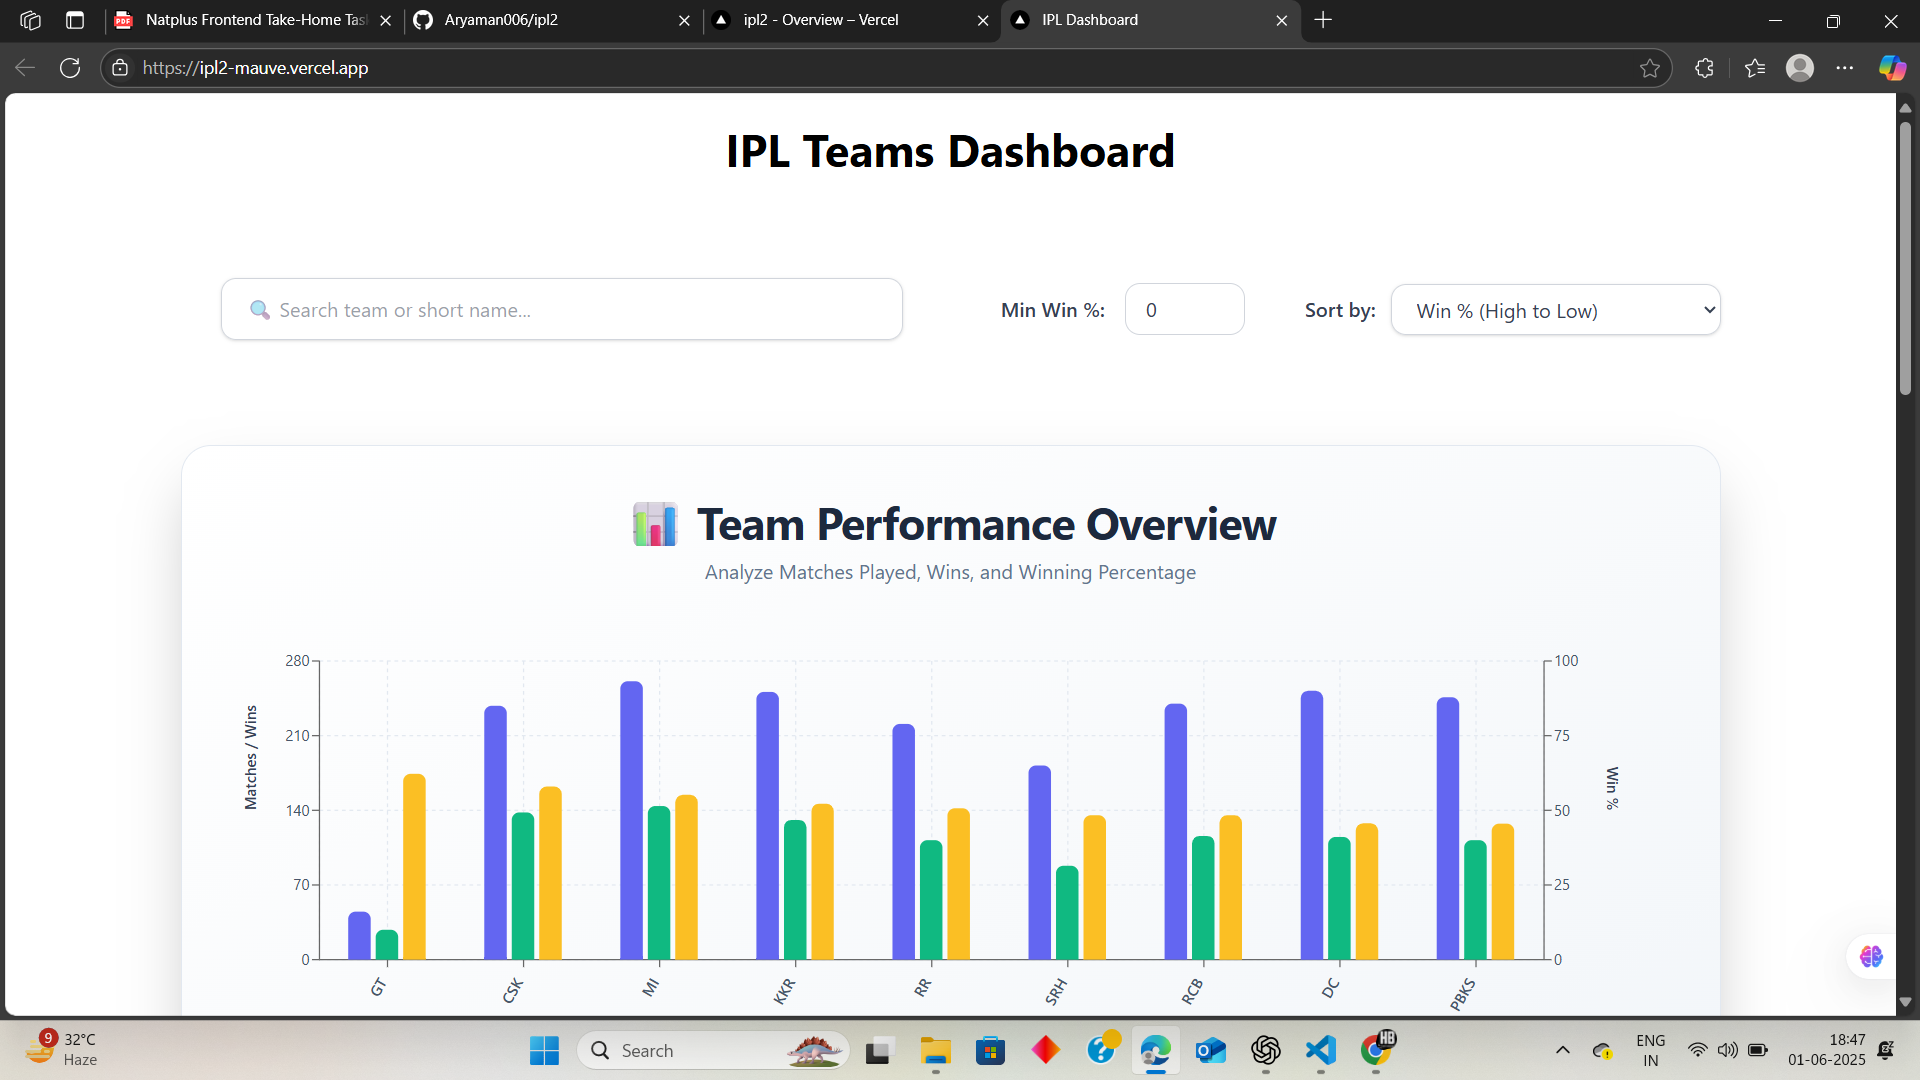 Natplus Frontend Take-Home Tas
Aryaman006/ipl2
ipl2 - Overview – Vercel
IPL Dashboard
https://ipl2-mauve.vercel.app
IPL Teams Dashboard
🔍 Search team or short name...
Min Win %:
0
Sort by:
Win % (High to Low)
📊 Team Performance Overview
Analyze Matches Played, Wins, and Winning Percentage
280
210
140
70
0
Matches / Wins
100
75
50
25
0
Win %
GT
CSK
MI
KKR
RR
SRH
RCB
DC
PBKS
9
32°C
Haze
Search
HB
ENG
IN
18:47
01-06-2025